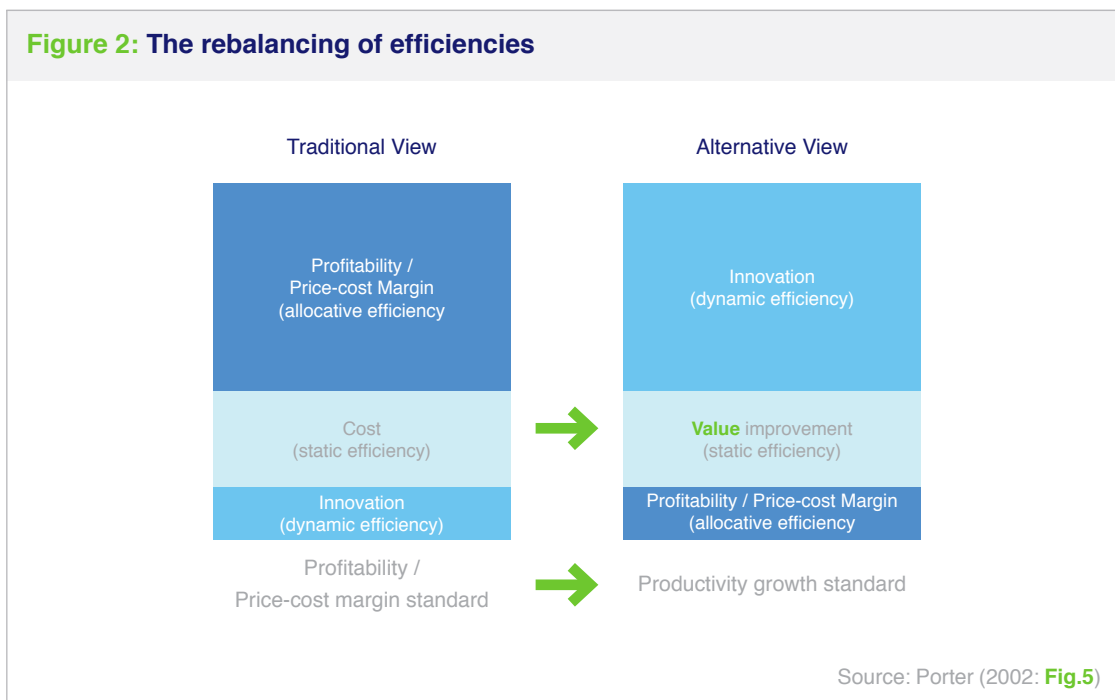 Figure 2: The rebalancing of efficiencies
Traditional View
Profitability /
Price-cost Margin
(allocative efficiency
Cost
(static efficiency)
Innovation
(dynamic efficiency)
Profitability /
Price-cost margin standard
Alternative View
Innovation
(dynamic efficiency)
Value improvement
(static efficiency)
Profitability / Price-cost Margin
(allocative efficiency
Productivity growth standard
Source: Porter (2002: Fig.5)